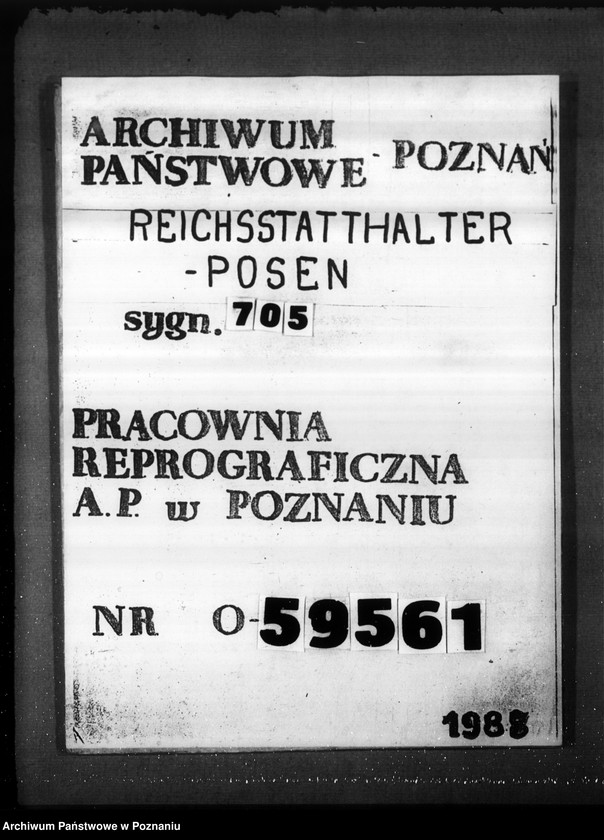 ARCHIWUM
PAŃSTWOWE - POZNAŃ
REICHSSTATTHALTER
-POSEN
sygn. 705
PRACOWNIA
REPROGRAFICZNA
A.P. w POZNANIU
NR O-59561
1988
Archiwum Państwowe w Poznaniu